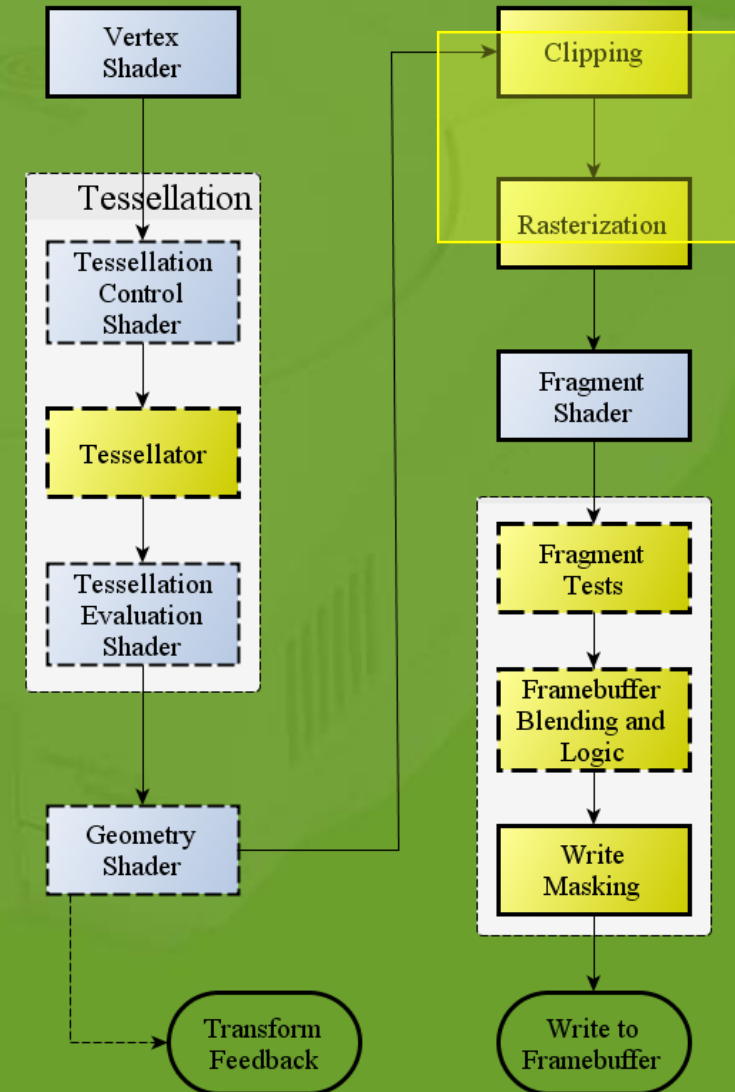 Vertex
Shader
Tessellation
Tessellation
Control
Shader
Tessellator
Tessellation
Evaluation
Shader
Geometry
Shader
Transform
Feedback
Clipping
Rasterization
Fragment
Shader
Fragment
Tests
Framebuffer
Blending and
Logic
Write
Masking
Write to
Framebuffer